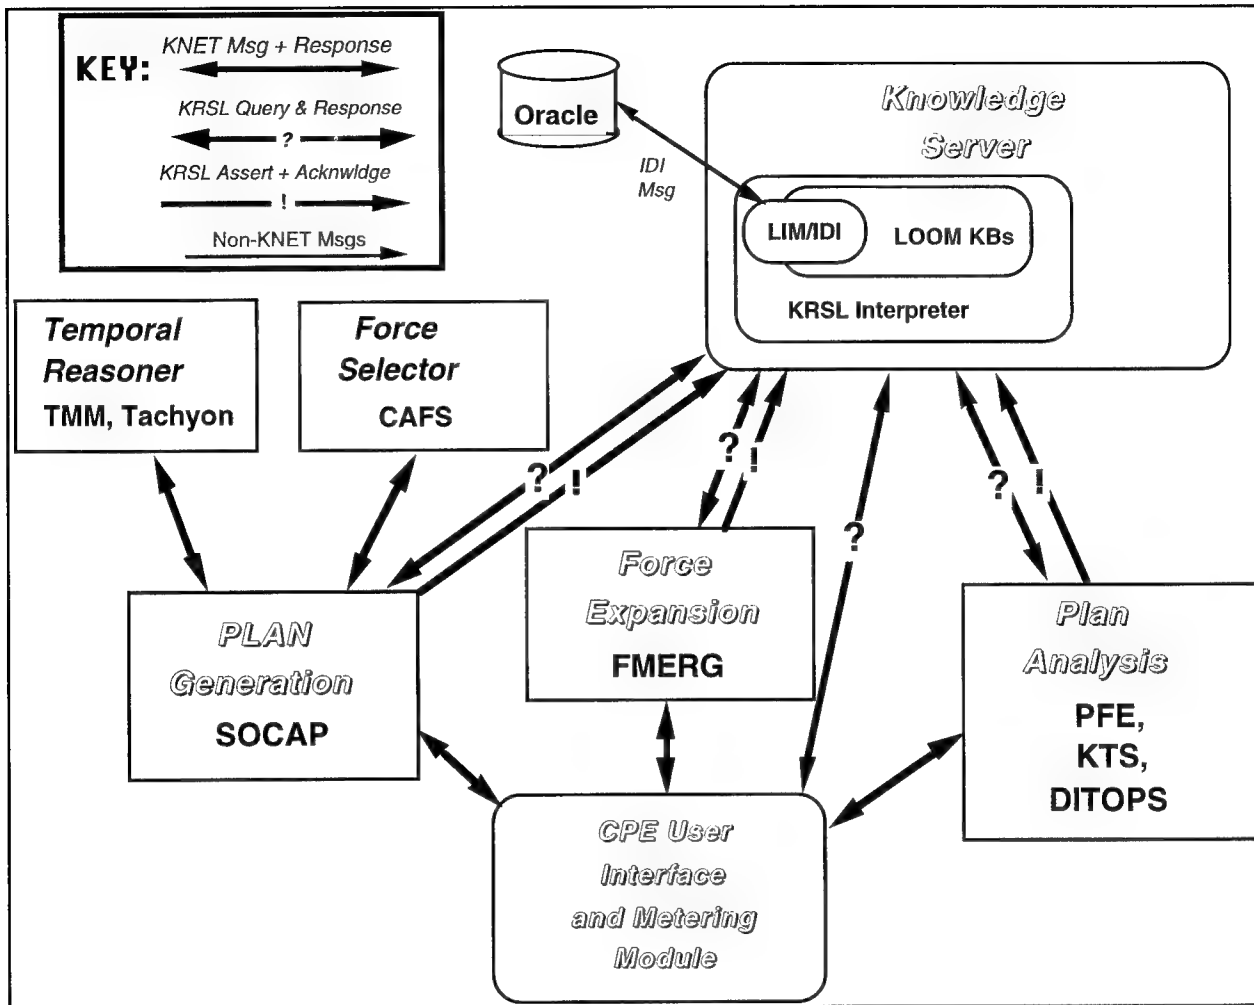 KEY:
KNET Msg + Response
KRSL Query & Response
?
KRSL Assert + Acknwldge
!
Non-KNET Msgs
Oracle
IDI
Msg
Knowledge
Server
LIM/IDI
LOOM KBs
KRSL Interpreter
Temporal
Reasoner
TMM, Tachyon
Force
Selector
CAFS
?
!
?
!
?
?
!
PLAN
Generation
SOCAP
Force
Expansion
FMERG
Plan
Analysis
PFE,
KTS,
DITOPS
CPE User
Interface
and Metering
Module